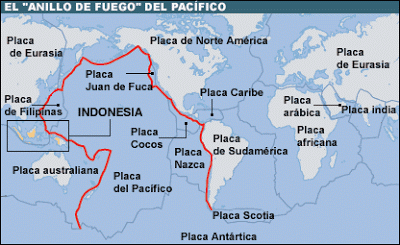 EL "ANILLO DE FUEGO" DEL PACÍFICO
Placa
de Eurasia
Placa de Norte América
Placa
de Eurasia
Placa
Juan de Fuca
Placa
de Filipinas
INDONESIA
Placa Caribe
Placa
arábica
Placa india
Placa
Cocos
Placa
africana
Placa
Nazca
Placa
de Sudamérica
Placa australiana
Placa
del Pacífico
Placa Scotia
Placa Antártica